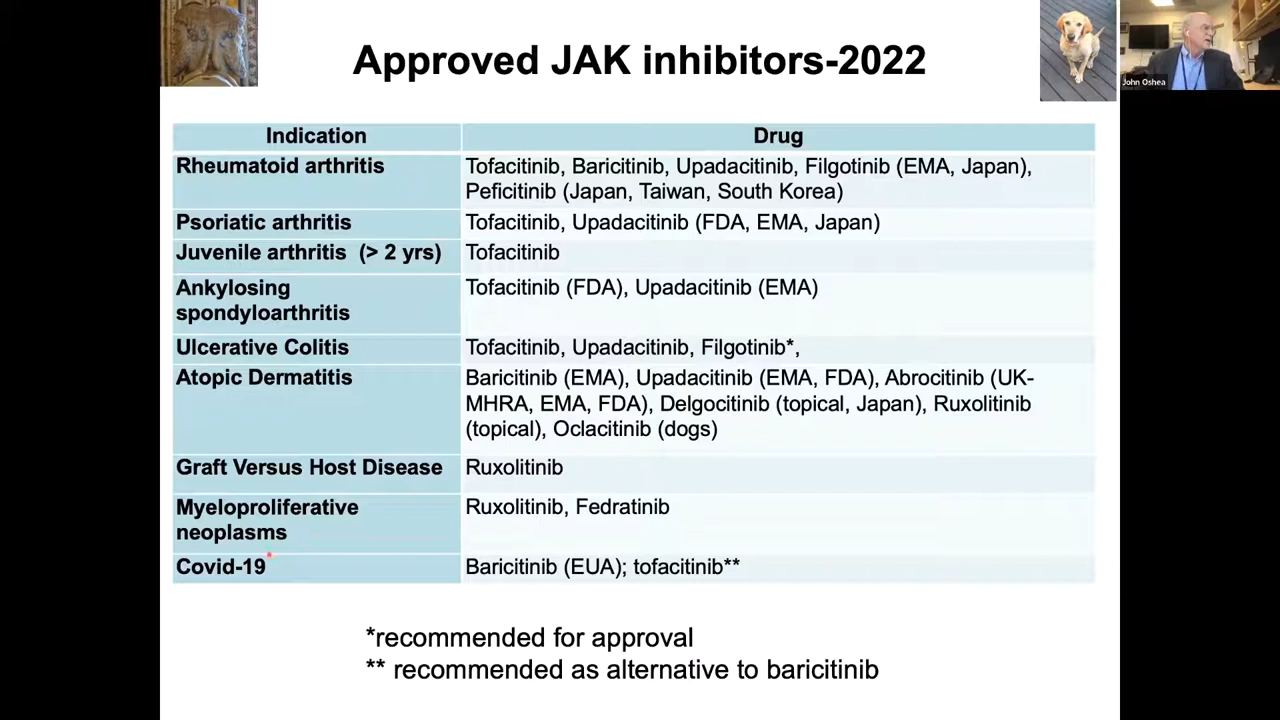 Approved JAK inhibitors-2022
John Oshea
Indication
Drug
Rheumatoid arthritis
Tofacitinib, Baricitinib, Upadacitinib, Filgotinib (EMA, Japan),
Peficitinib (Japan, Taiwan, South Korea)
Psoriatic arthritis
Tofacitinib, Upadacitinib (FDA, EMA, Japan)
Juvenile arthritis (> 2 yrs)
Tofacitinib
Ankylosing
spondyloarthritis
Tofacitinib (FDA), Upadacitinib (EMA)
Ulcerative Colitis
Tofacitinib, Upadacitinib, Filgotinib*,
Atopic Dermatitis
Baricitinib (EMA), Upadacitinib (EMA, FDA), Abrocitinib (UK-
MHRA, EMA, FDA), Delgocitinib (topical, Japan), Ruxolitinib
(topical), Oclacitinib (dogs)
Graft Versus Host Disease
Ruxolitinib
Myeloproliferative
neoplasms
Ruxolitinib, Fedratinib
Covid-19
Baricitinib (EUA); tofacitinib**
*recommended for approval
** recommended as alternative to baricitinib